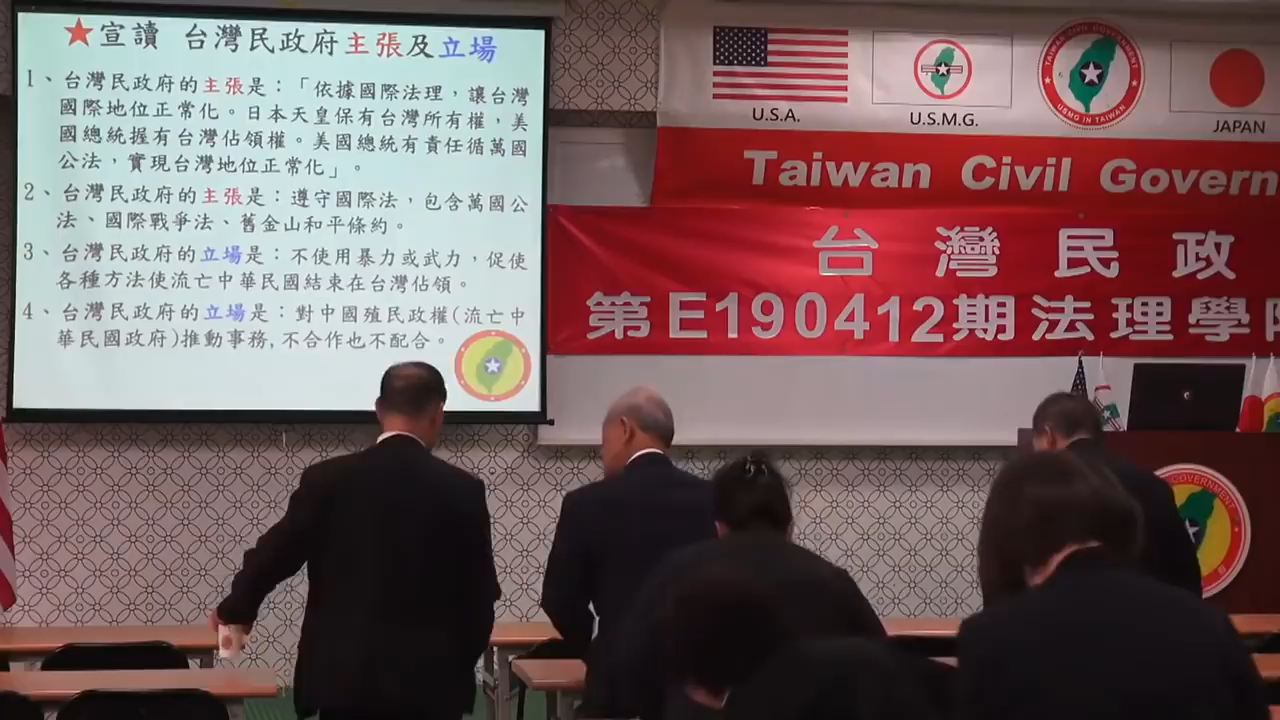 ★宣讀 台灣民政府主張及立場
1、台灣民政府的主張是：「依據國際法理，讓台灣
國際地位正常化。日本天皇保有台灣所有權，美
國總統握有台灣佔領權。美國總統有責任循萬國
公法，實現台灣地位正常化」。
2、台灣民政府的主張是：遵守國際法，包含萬國公
法、國際戰爭法、舊金山和平條約。
3、台灣民政府的立場是：不使用暴力或武力，促使
各種方法使流亡中華民國結束在台灣佔領。
4、台灣民政府的立場是：對中國殖民政權(流亡中
華民國政府)推動事務,不合作也不配合。
U.S.A.
U.S.M.G.
TAIWAN CIVIL GOVERNMENT
USMG IN TAIWAN
JAPAN
Taiwan Civil Govern
台灣民政
第E190412期法理學
GOVERNMENT